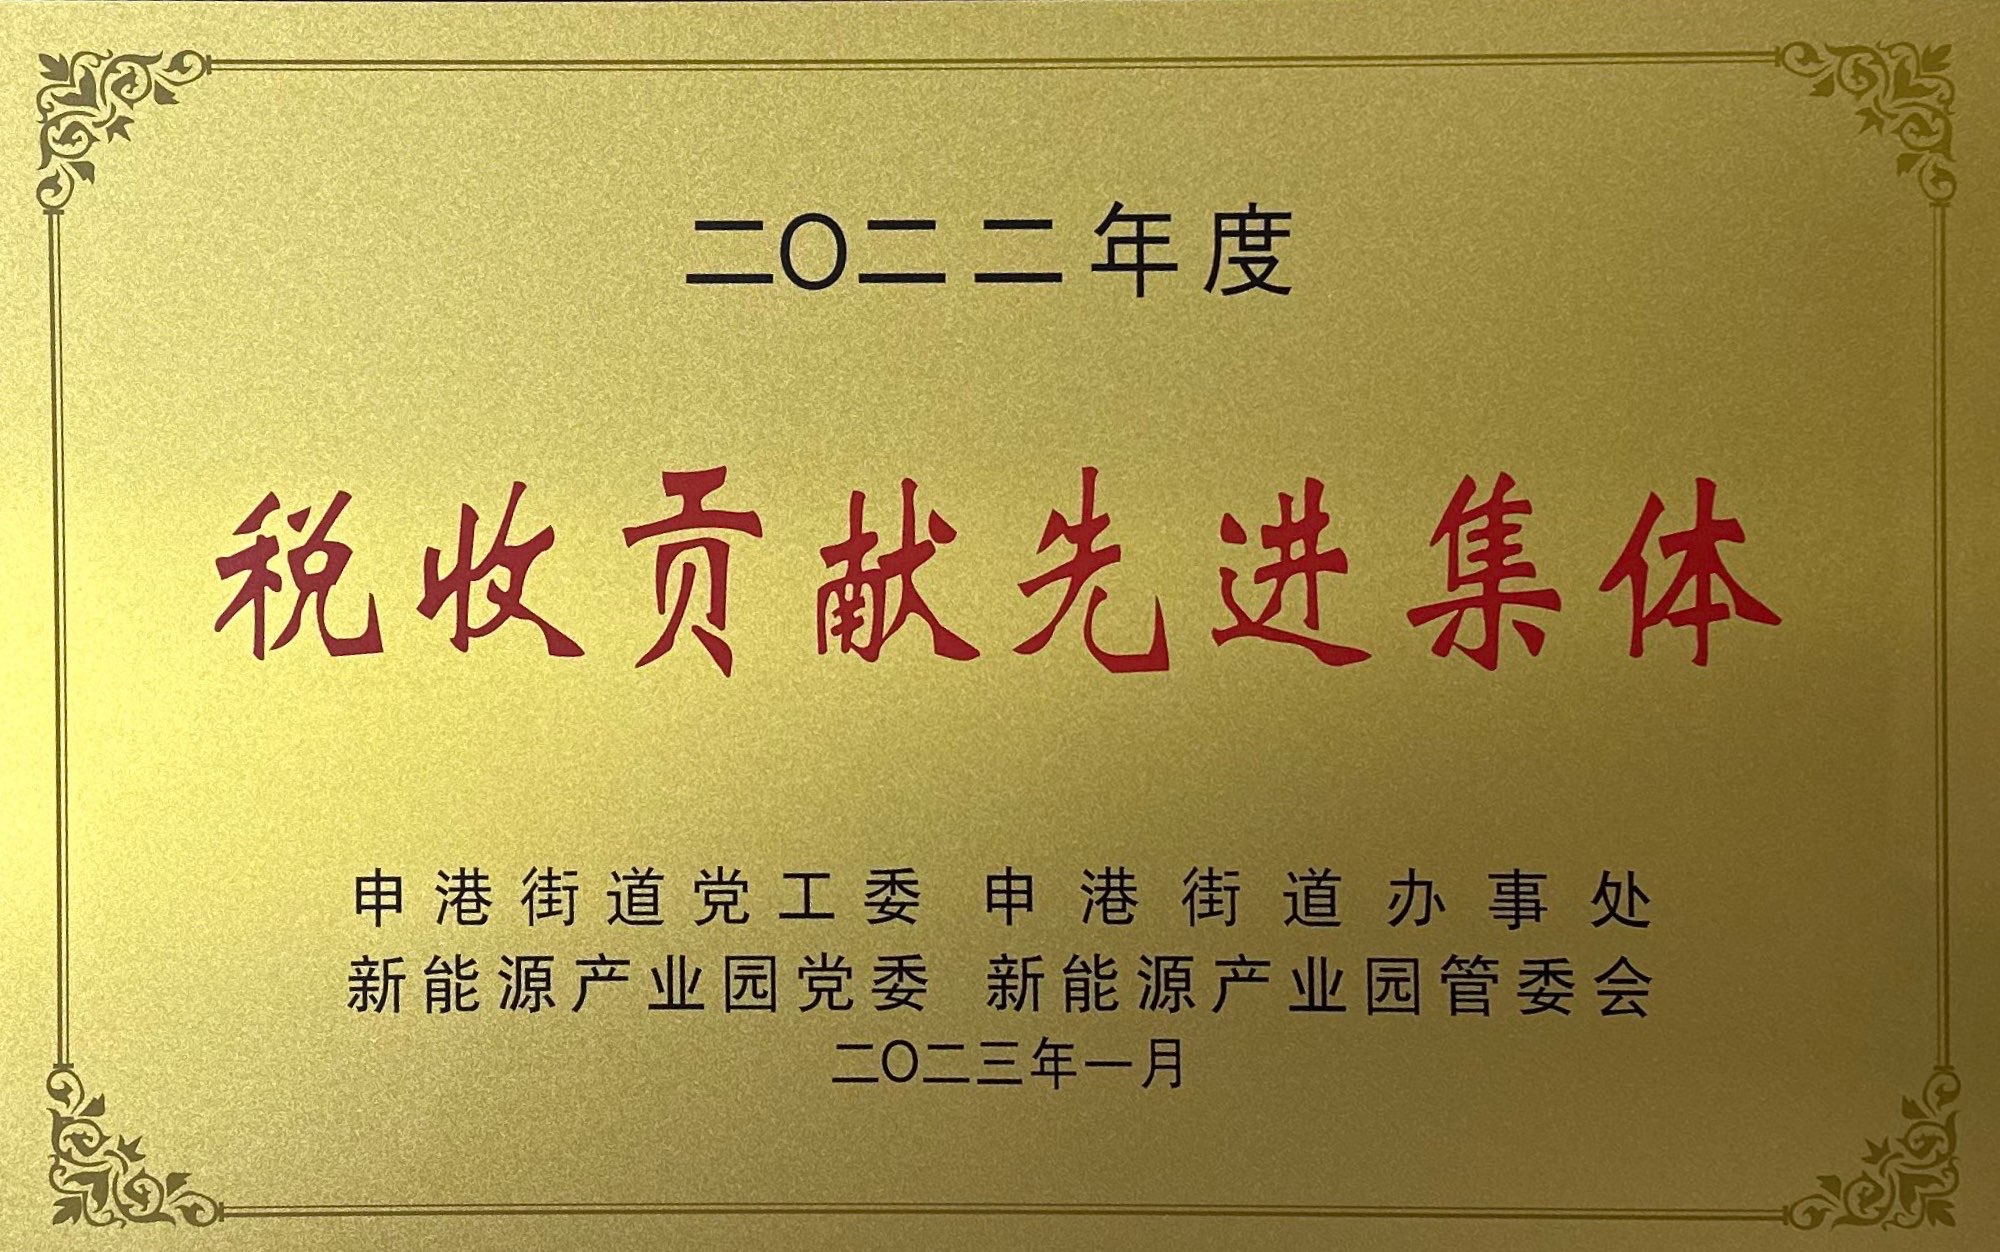 二〇二二年度
税收贡献先进集体
申港街道党工委 申港街道办事处
新能源产业园党委 新能源产业园管委会
二〇二三年一月